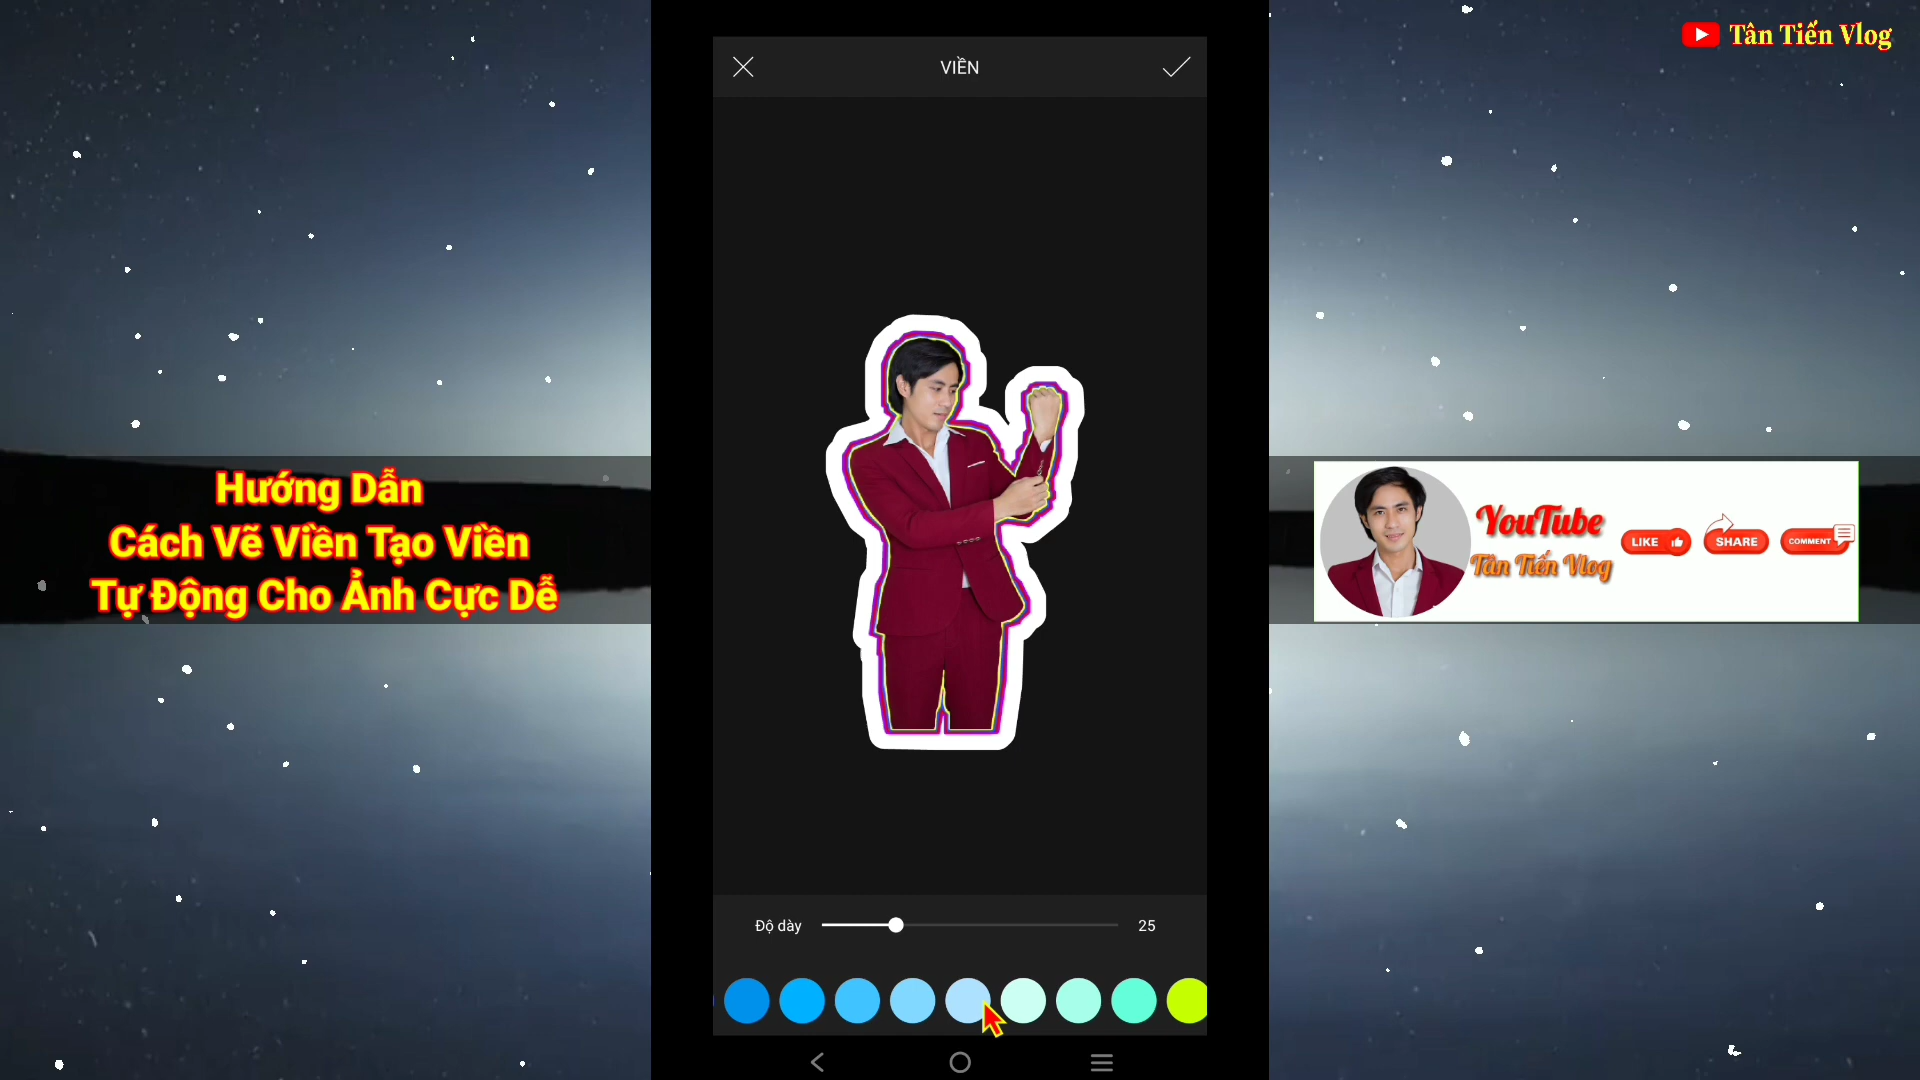 Tân Tiến Vlog
VIỀN
Hướng Dẫn
Cách Vẽ Viền Tạo Viền
Tự Động Cho Ảnh Cực Dễ
YouTube
Tân Tiến Vlog
LIKE
SHARE
COMMENT
Độ dày
25